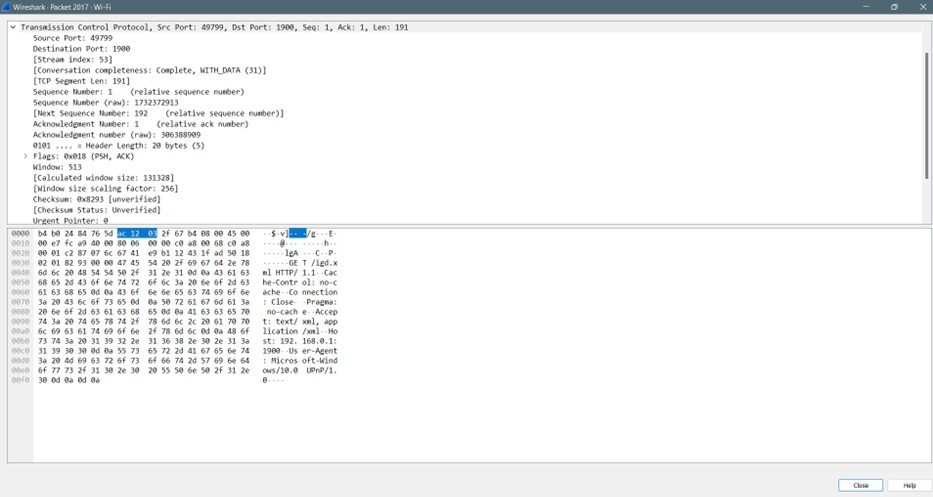 Wireshark · Packet 2017 · Wi-Fi
Transmission Control Protocol, Src Port: 49799, Dst Port: 1900, Seq: 1, Ack: 1, Len: 191
Source Port: 49799
Destination Port: 1900
[Stream index: 53]
[Conversation completeness: Complete, WITH_DATA (31)]
[TCP Segment Len: 191]
Sequence Number: 1 (relative sequence number)
Sequence Number (raw): 1732372913
[Next Sequence Number: 192 (relative sequence number)]
Acknowledgment Number: 1 (relative ack number)
Acknowledgment number (raw): 306388909
0101 .... = Header Length: 20 bytes (5)
Flags: 0x018 (PSH, ACK)
Window: 513
[Calculated window size: 131328]
[Window size scaling factor: 256]
Checksum: 0x8293 [unverified]
[Checksum Status: Unverified]
Urgent Pointer: 0
0000 b4 b0 24 84 76 5d ac 12 03 2f 67 b4 08 00 45 00 ··$·v]·· ·/g···E·
0010 00 e7 fc a9 40 00 80 06 00 00 c0 a8 00 68 c0 a8 ····@··· ·····h··
0020 00 01 c2 87 07 6c 67 41 e9 b1 12 43 1f ad 50 18 ·····lgA ···C··P·
0030 02 01 82 93 00 00 47 45 54 20 2f 69 67 64 2e 78 ······GE T /igd.x
0040 6d 6c 20 48 54 54 50 2f 31 2e 31 0d 0a 43 61 63 ml HTTP/ 1.1··Cac
0050 68 65 2d 43 6f 6e 74 72 6f 6c 3a 20 6e 6f 2d 63 he-Contr ol: no-c
0060 61 63 68 65 0d 0a 43 6f 6e 6e 65 63 74 69 6f 6e ache··Co nnection
0070 3a 20 43 6c 6f 73 65 0d 0a 50 72 61 67 6d 61 3a : Close· ·Pragma:
0080 20 6e 6f 2d 63 61 63 68 65 0d 0a 41 63 63 65 70 no-cach e··Accep
0090 74 3a 20 74 65 78 74 2f 78 6d 6c 2c 20 61 70 70 t: text/ xml, app
00a0 6c 69 63 61 74 69 6f 6e 2f 78 6d 6c 0d 0a 48 6f lication /xml··Ho
00b0 73 74 3a 20 31 39 32 2e 31 36 38 2e 30 2e 31 3a st: 192. 168.0.1:
00c0 31 39 30 30 0d 0a 55 73 65 72 2d 41 67 65 6e 74 1900··Us er-Agent
00d0 3a 20 4d 69 63 72 6f 73 6f 66 74 2d 57 69 6e 64 : Micros oft-Wind
00e0 6f 77 73 2f 31 30 2e 30 20 55 50 6e 50 2f 31 2e ows/10.0 UPnP/1.
00f0 30 0d 0a 0d 0a 0····
Close
Help